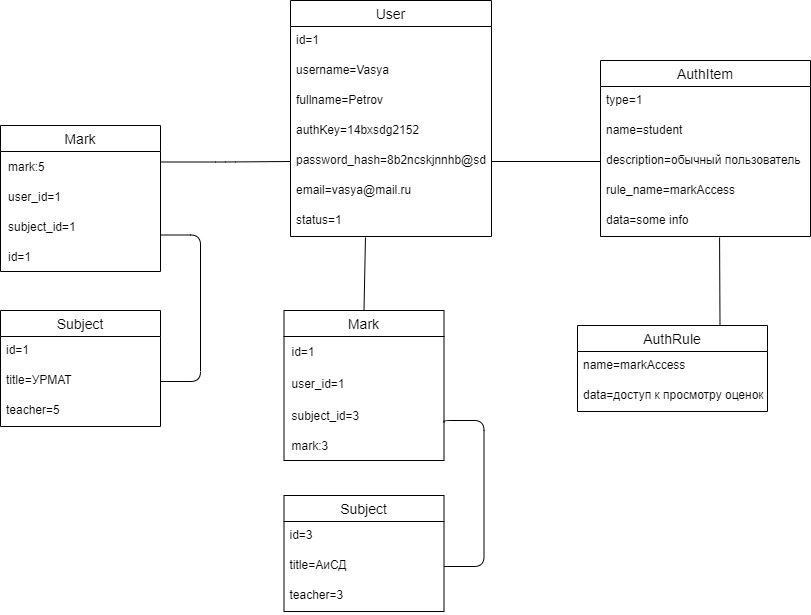 User
id=1
username=Vasya
fullname=Petrov
authKey=14bxsdg2152
password_hash=8b2ncskjnnhb@sd
email=vasya@mail.ru
status=1
AuthItem
type=1
name=student
description=обычный пользователь
rule_name=markAccess
data=some info
Mark
mark:5
user_id=1
subject_id=1
id=1
Subject
id=1
title=УРМАТ
teacher=5
Mark
id=1
user_id=1
subject_id=3
mark:3
AuthRule
name=markAccess
data=доступ к просмотру оценок
Subject
id=3
title=АиСД
teacher=3